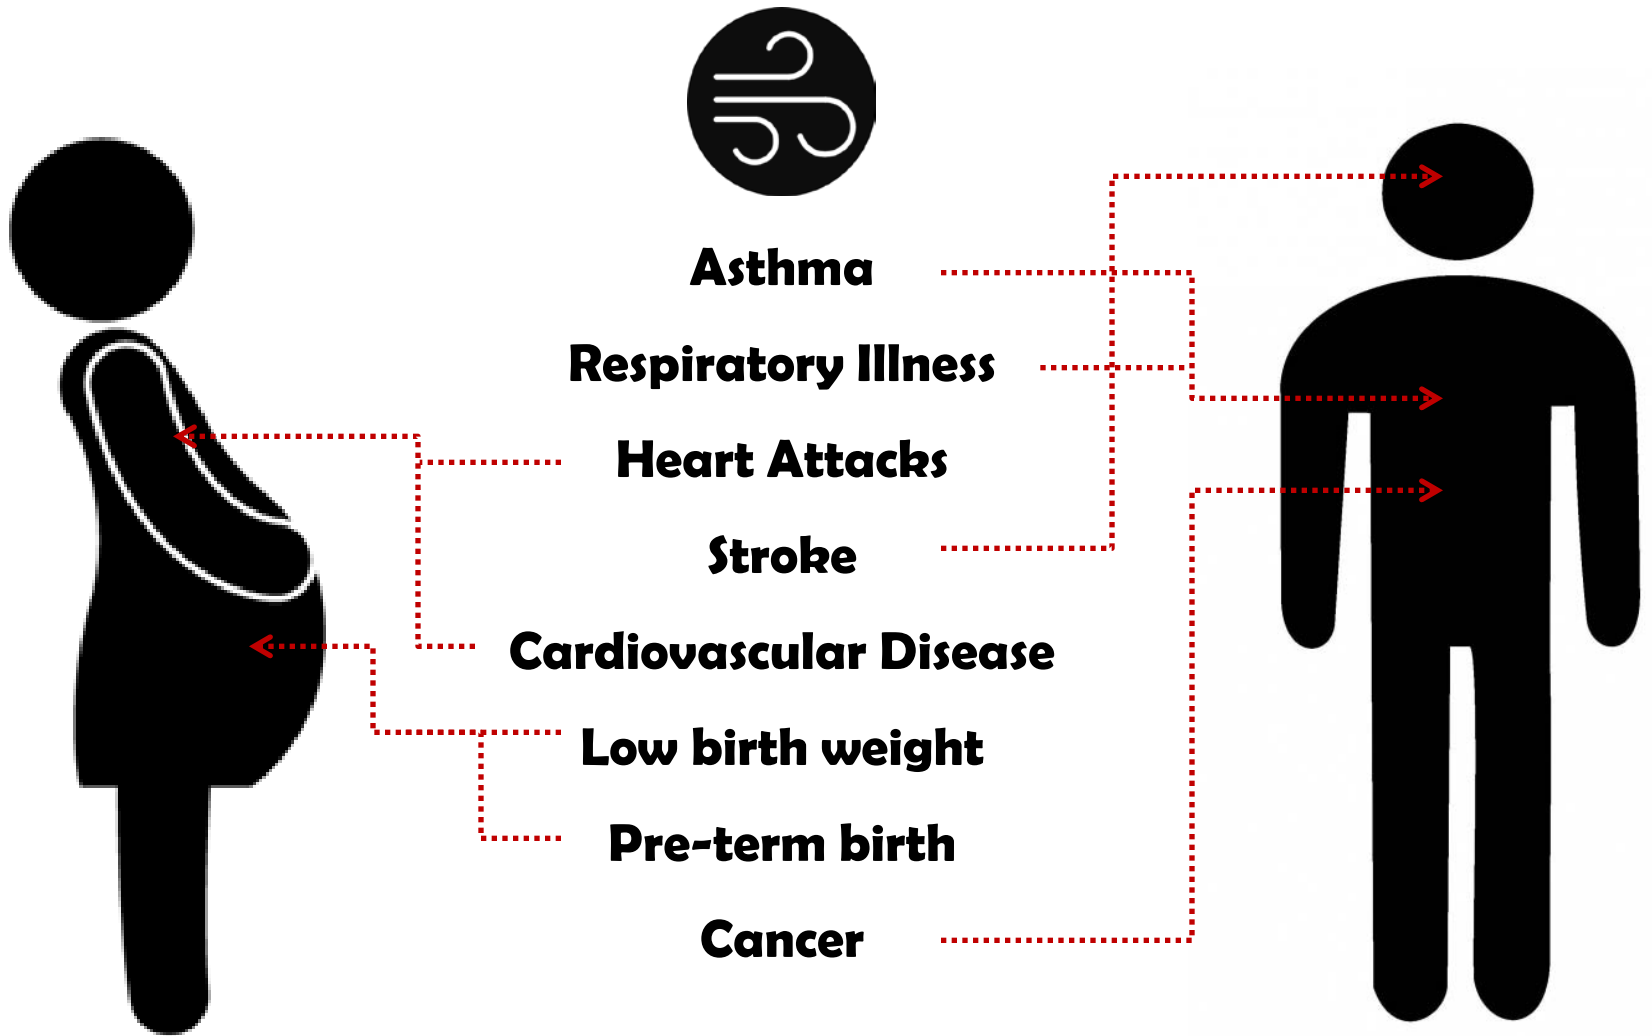 Asthma
Respiratory Illness
Heart Attacks
Stroke
Cardiovascular Disease
Low birth weight
Pre-term birth
Cancer